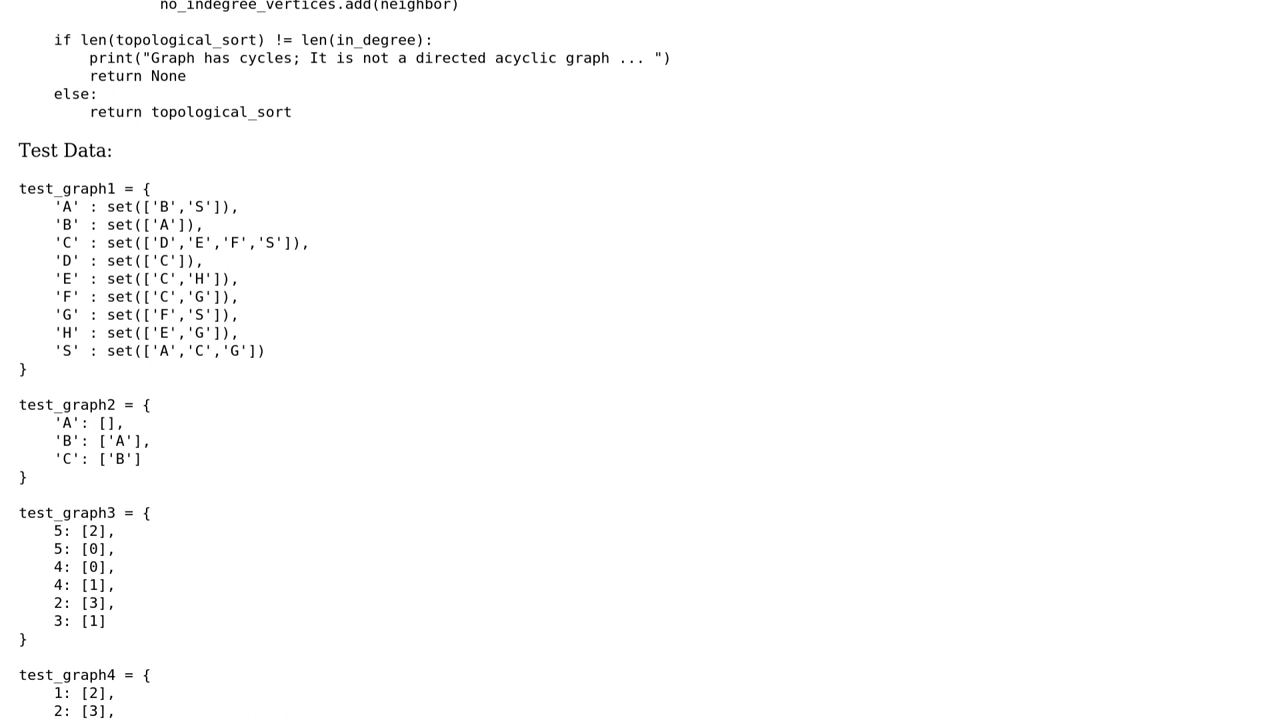 no_indegree_vertices.add(neighbor)
if len(topological_sort) != len(in_degree):
print("Graph has cycles; It is not a directed acyclic graph ... ")
return None
else:
return topological_sort
Test Data:
test_graph1 = {
'A' : set(['B','S']),
'B' : set(['A']),
'C' : set(['D','E','F','S']),
'D' : set(['C']),
'E' : set(['C','H']),
'F' : set(['C','G']),
'G' : set(['F','S']),
'H' : set(['E','G']),
'S' : set(['A','C','G'])
}
test_graph2 = {
'A': [],
'B': ['A'],
'C': ['B']
}
test_graph3 = {
5: [2],
5: [0],
4: [0],
4: [1],
2: [3],
3: [1]
}
test_graph4 = {
1: [2],
2: [3],